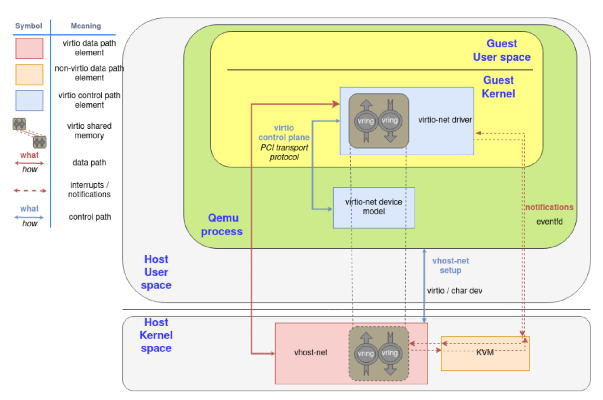 Symbol
Meaning
virtio data path
element
non-virtio data path
element
virtio control path
element
virtio shared
memory
what
how
data path
interrupts /
notifications
what
how
control path
Guest
User space
Guest
Kernel
vring
vring
virtio-net driver
virtio
control plane
PCI transport
protocol
virtio-net device
model
Qemu
process
notifications
eventfd
Host
User
space
vhost-net
setup
virtio / char dev
Host
Kernel
space
vhost-net
vring
vring
KVM